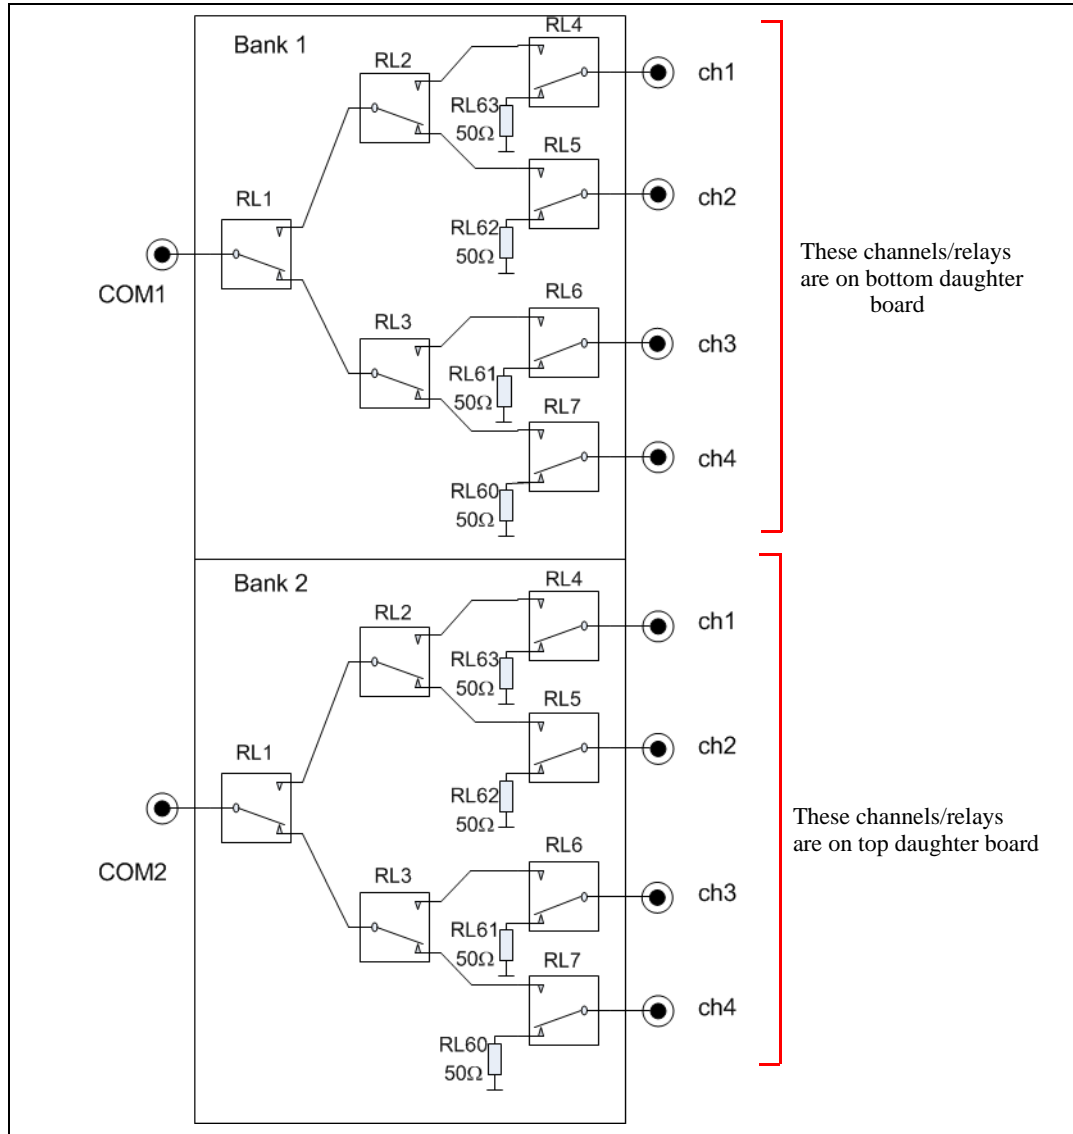 Bank 1
RL4
RL2
ch1
RL63
50Ω
RL5
RL1
ch2
RL62
50Ω
These channels/relays
are on bottom daughter
board
COM1
RL6
RL3
ch3
RL61
50Ω
RL7
ch4
RL60
50Ω
Bank 2
RL4
RL2
ch1
RL63
50Ω
RL5
RL1
ch2
RL62
50Ω
These channels/relays
are on top daughter board
COM2
RL6
RL3
ch3
RL61
50Ω
RL7
ch4
RL60
50Ω